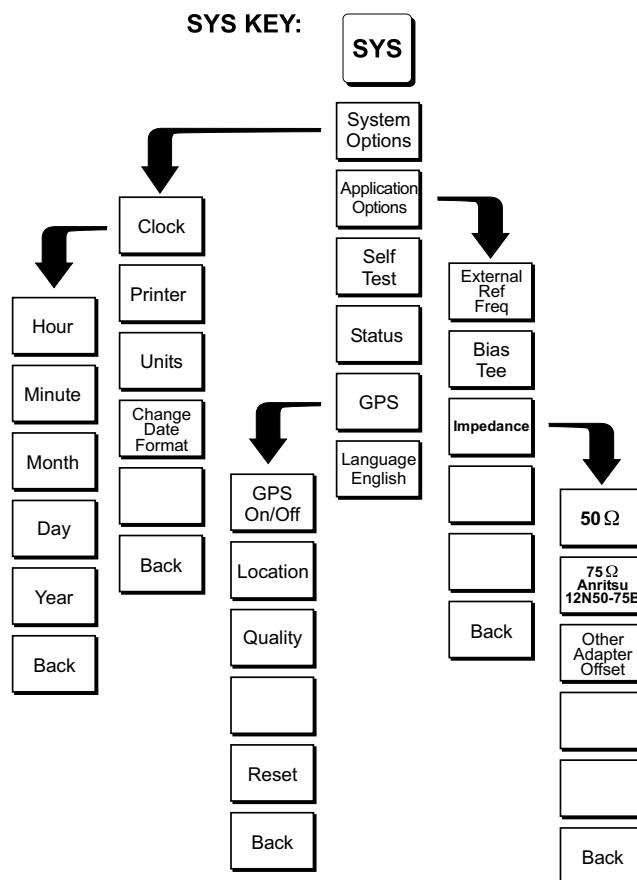 SYS KEY:
SYS
System
Options
Application
Options
Self
Test
Status
GPS
Language
English
Clock
Printer
Units
Change
Date
Format
Back
Hour
Minute
Month
Day
Year
Back
GPS
On/Off
Location
Quality
Reset
Back
External
Ref
Freq
Bias
Tee
Impedance
Back
50 Ω
75 Ω
Anritsu
12N50-75B
Other
Adapter
Offset
Back